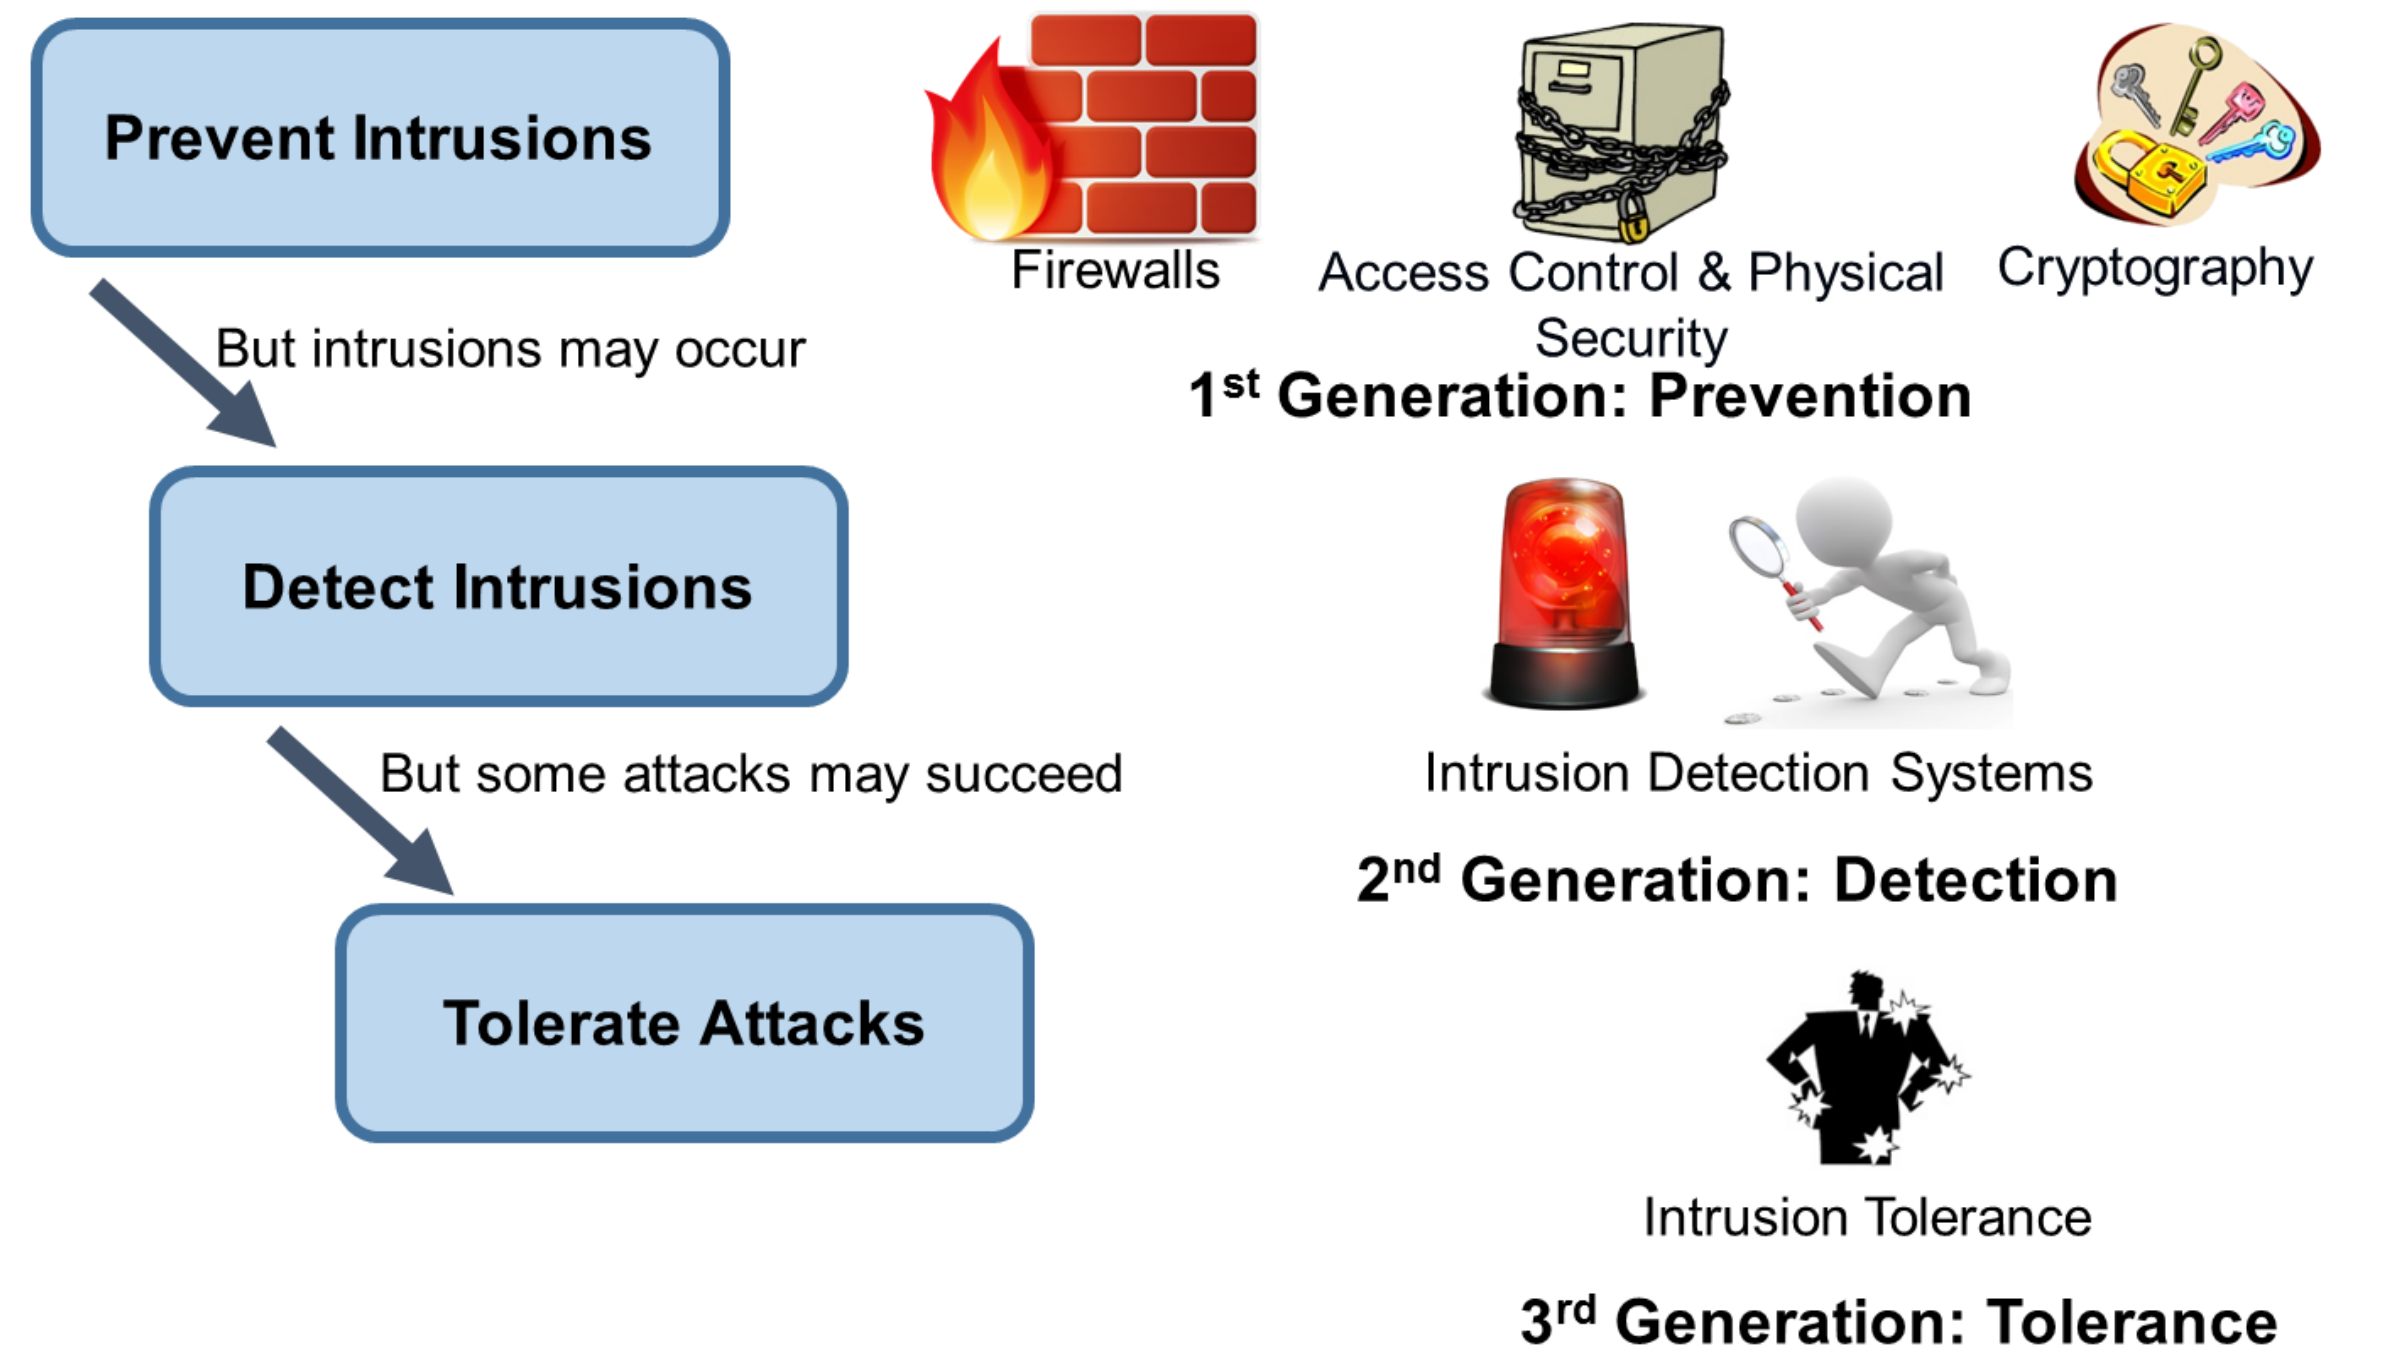 Prevent Intrusions
Firewalls
Access Control & Physical
Security
Cryptography
But intrusions may occur
1st Generation: Prevention
Detect Intrusions
But some attacks may succeed
Intrusion Detection Systems
2nd Generation: Detection
Tolerate Attacks
Intrusion Tolerance
3rd Generation: Tolerance